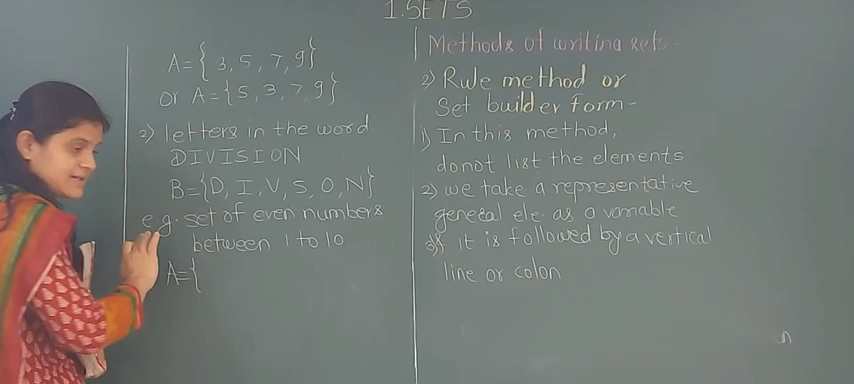 1. SETS
A={ 3, 5, 7, 9}
or A={5, 3, 7, 9}
2) letters in the word
DIVISION
B={D, I, V, S, O, N}
e.g. set of even numbers
between 1 to 10
A={
Methods of writing sets-
2) Rule method or
Set builder form-
1) In this method,
donot list the elements
2) we take a representative
general ele. as a variable
3) It is followed by a vertical
line or colon